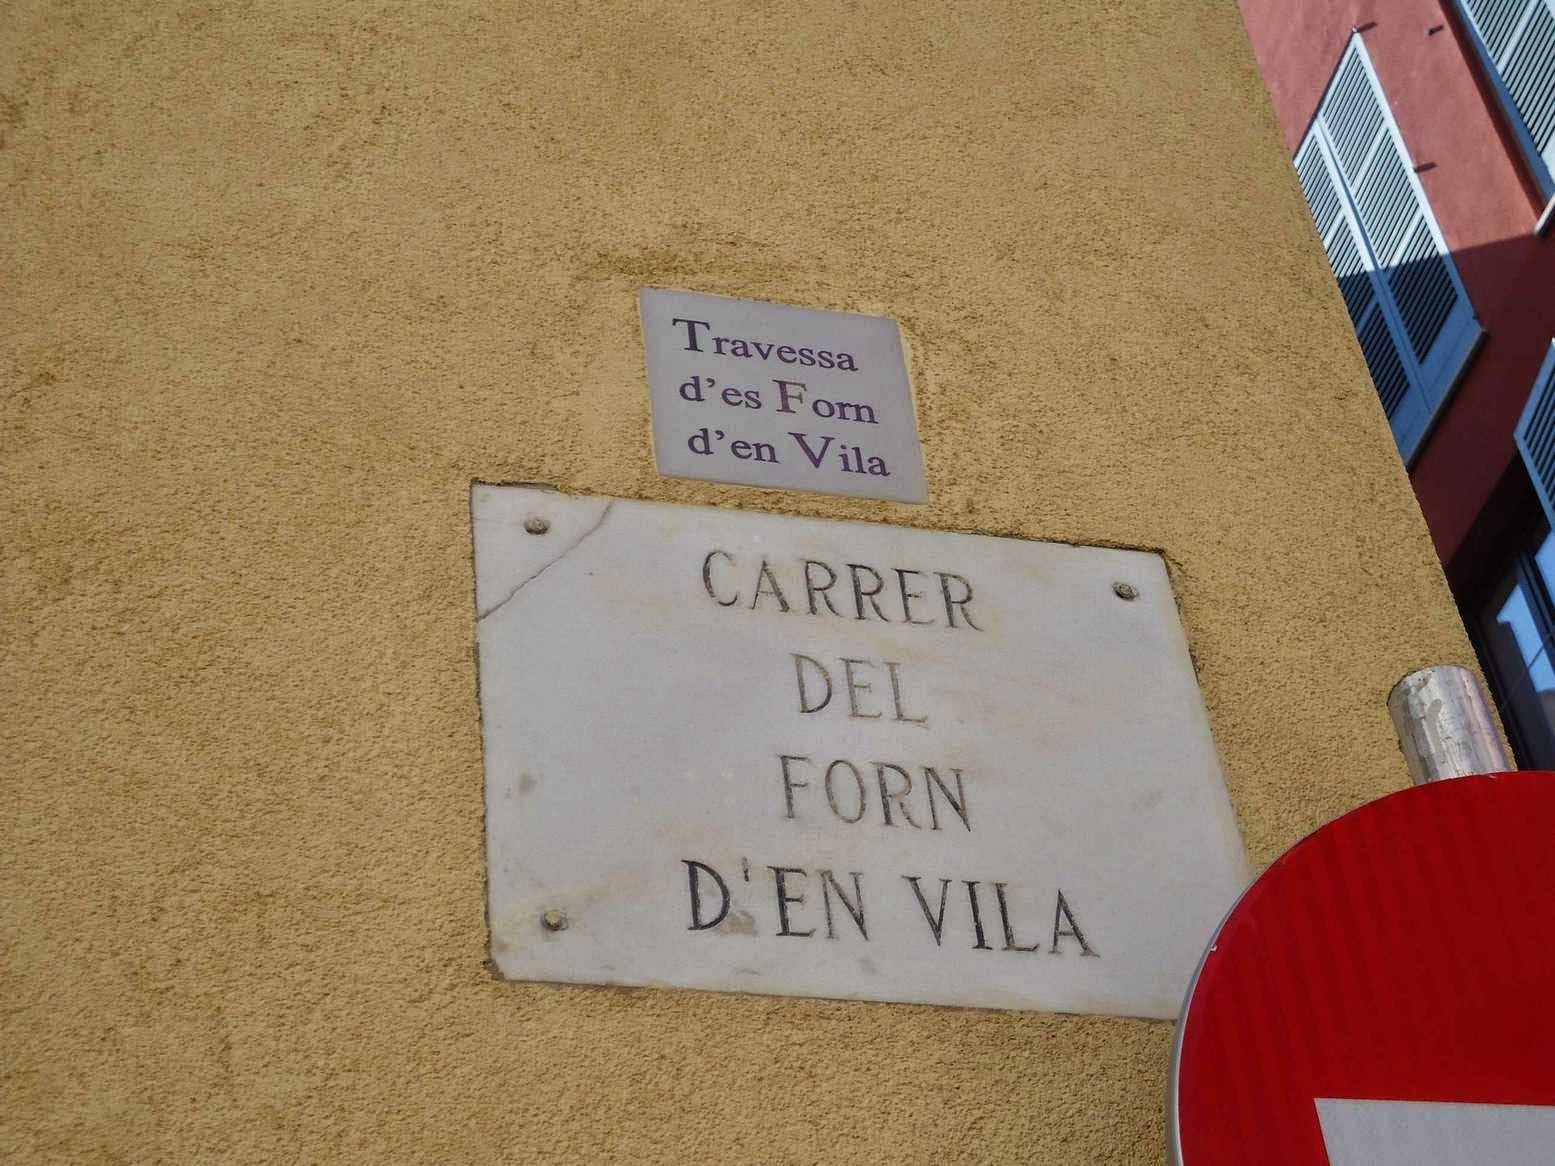 Travessa
d'es Forn
d'en Vila
CARRER
DEL
FORN
D'EN VILA